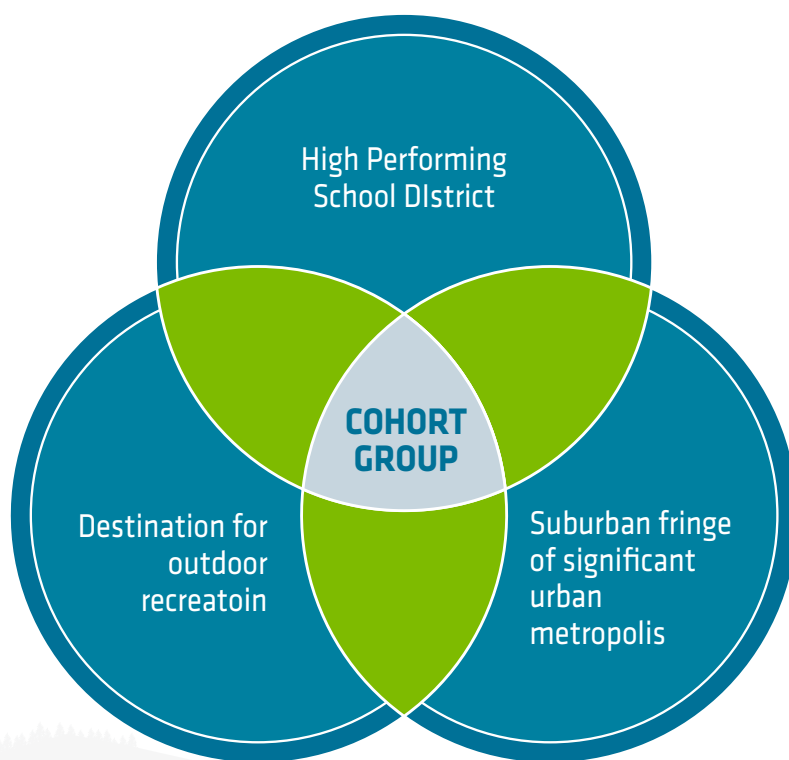 High Performing
School DIstrict
COHORT
GROUP
Destination for
outdoor
recreatoin
Suburban fringe
of significant
urban
metropolis